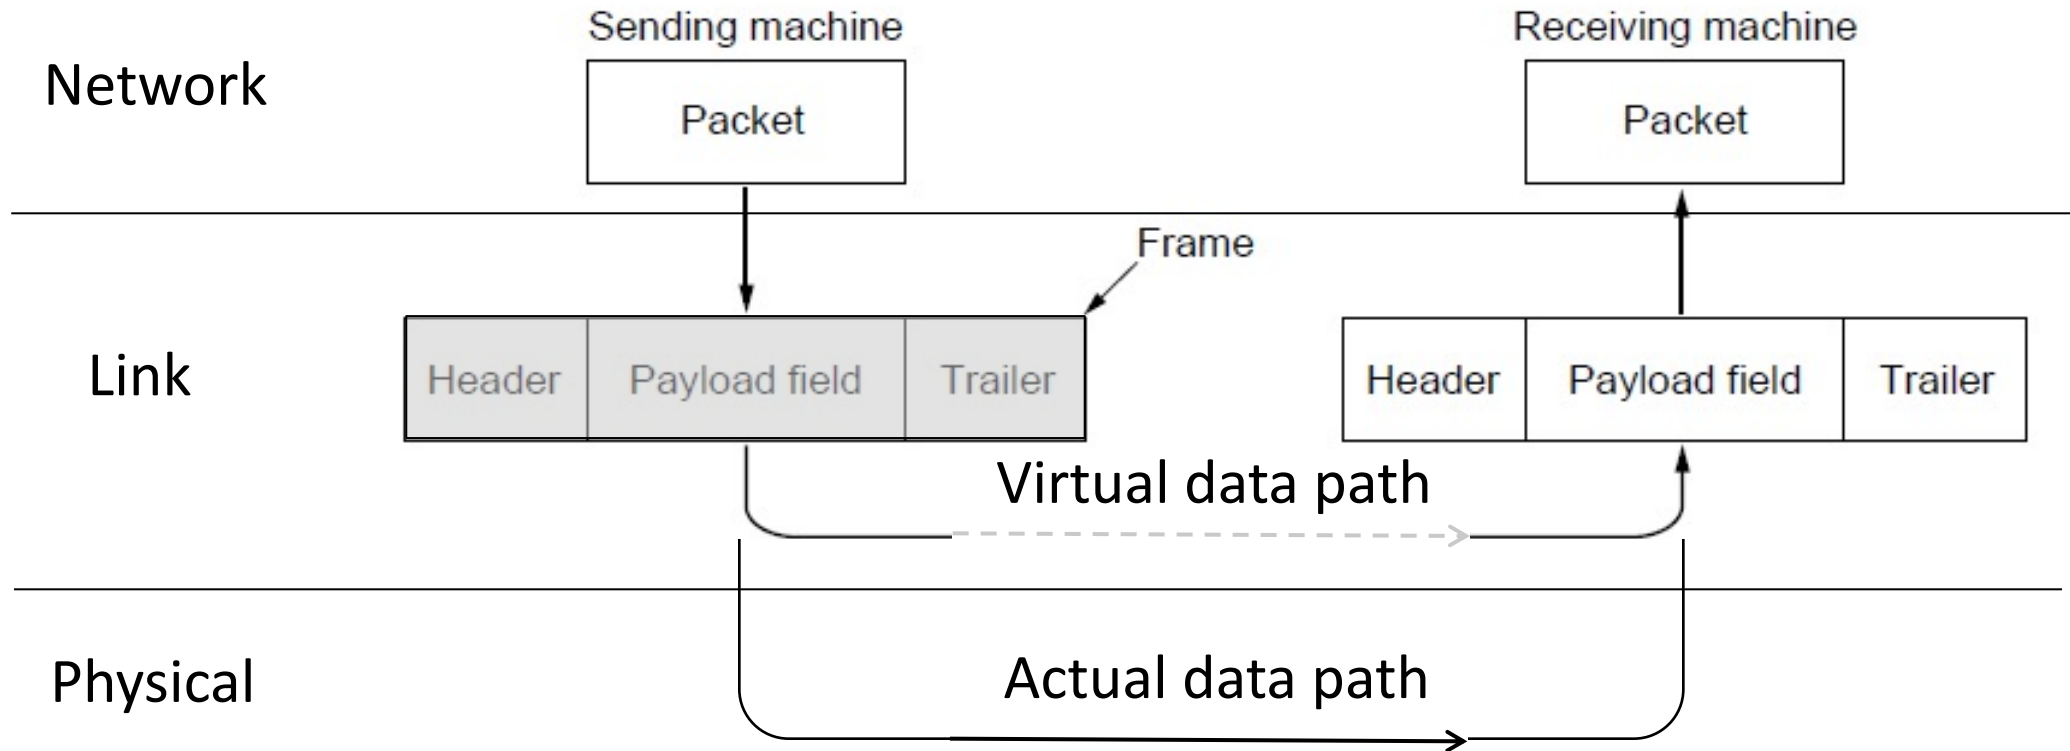 Sending machine
Receiving machine
Network
Packet
Packet
Frame
Link
Header
Payload field
Trailer
Header
Payload field
Trailer
Virtual data path
Physical
Actual data path